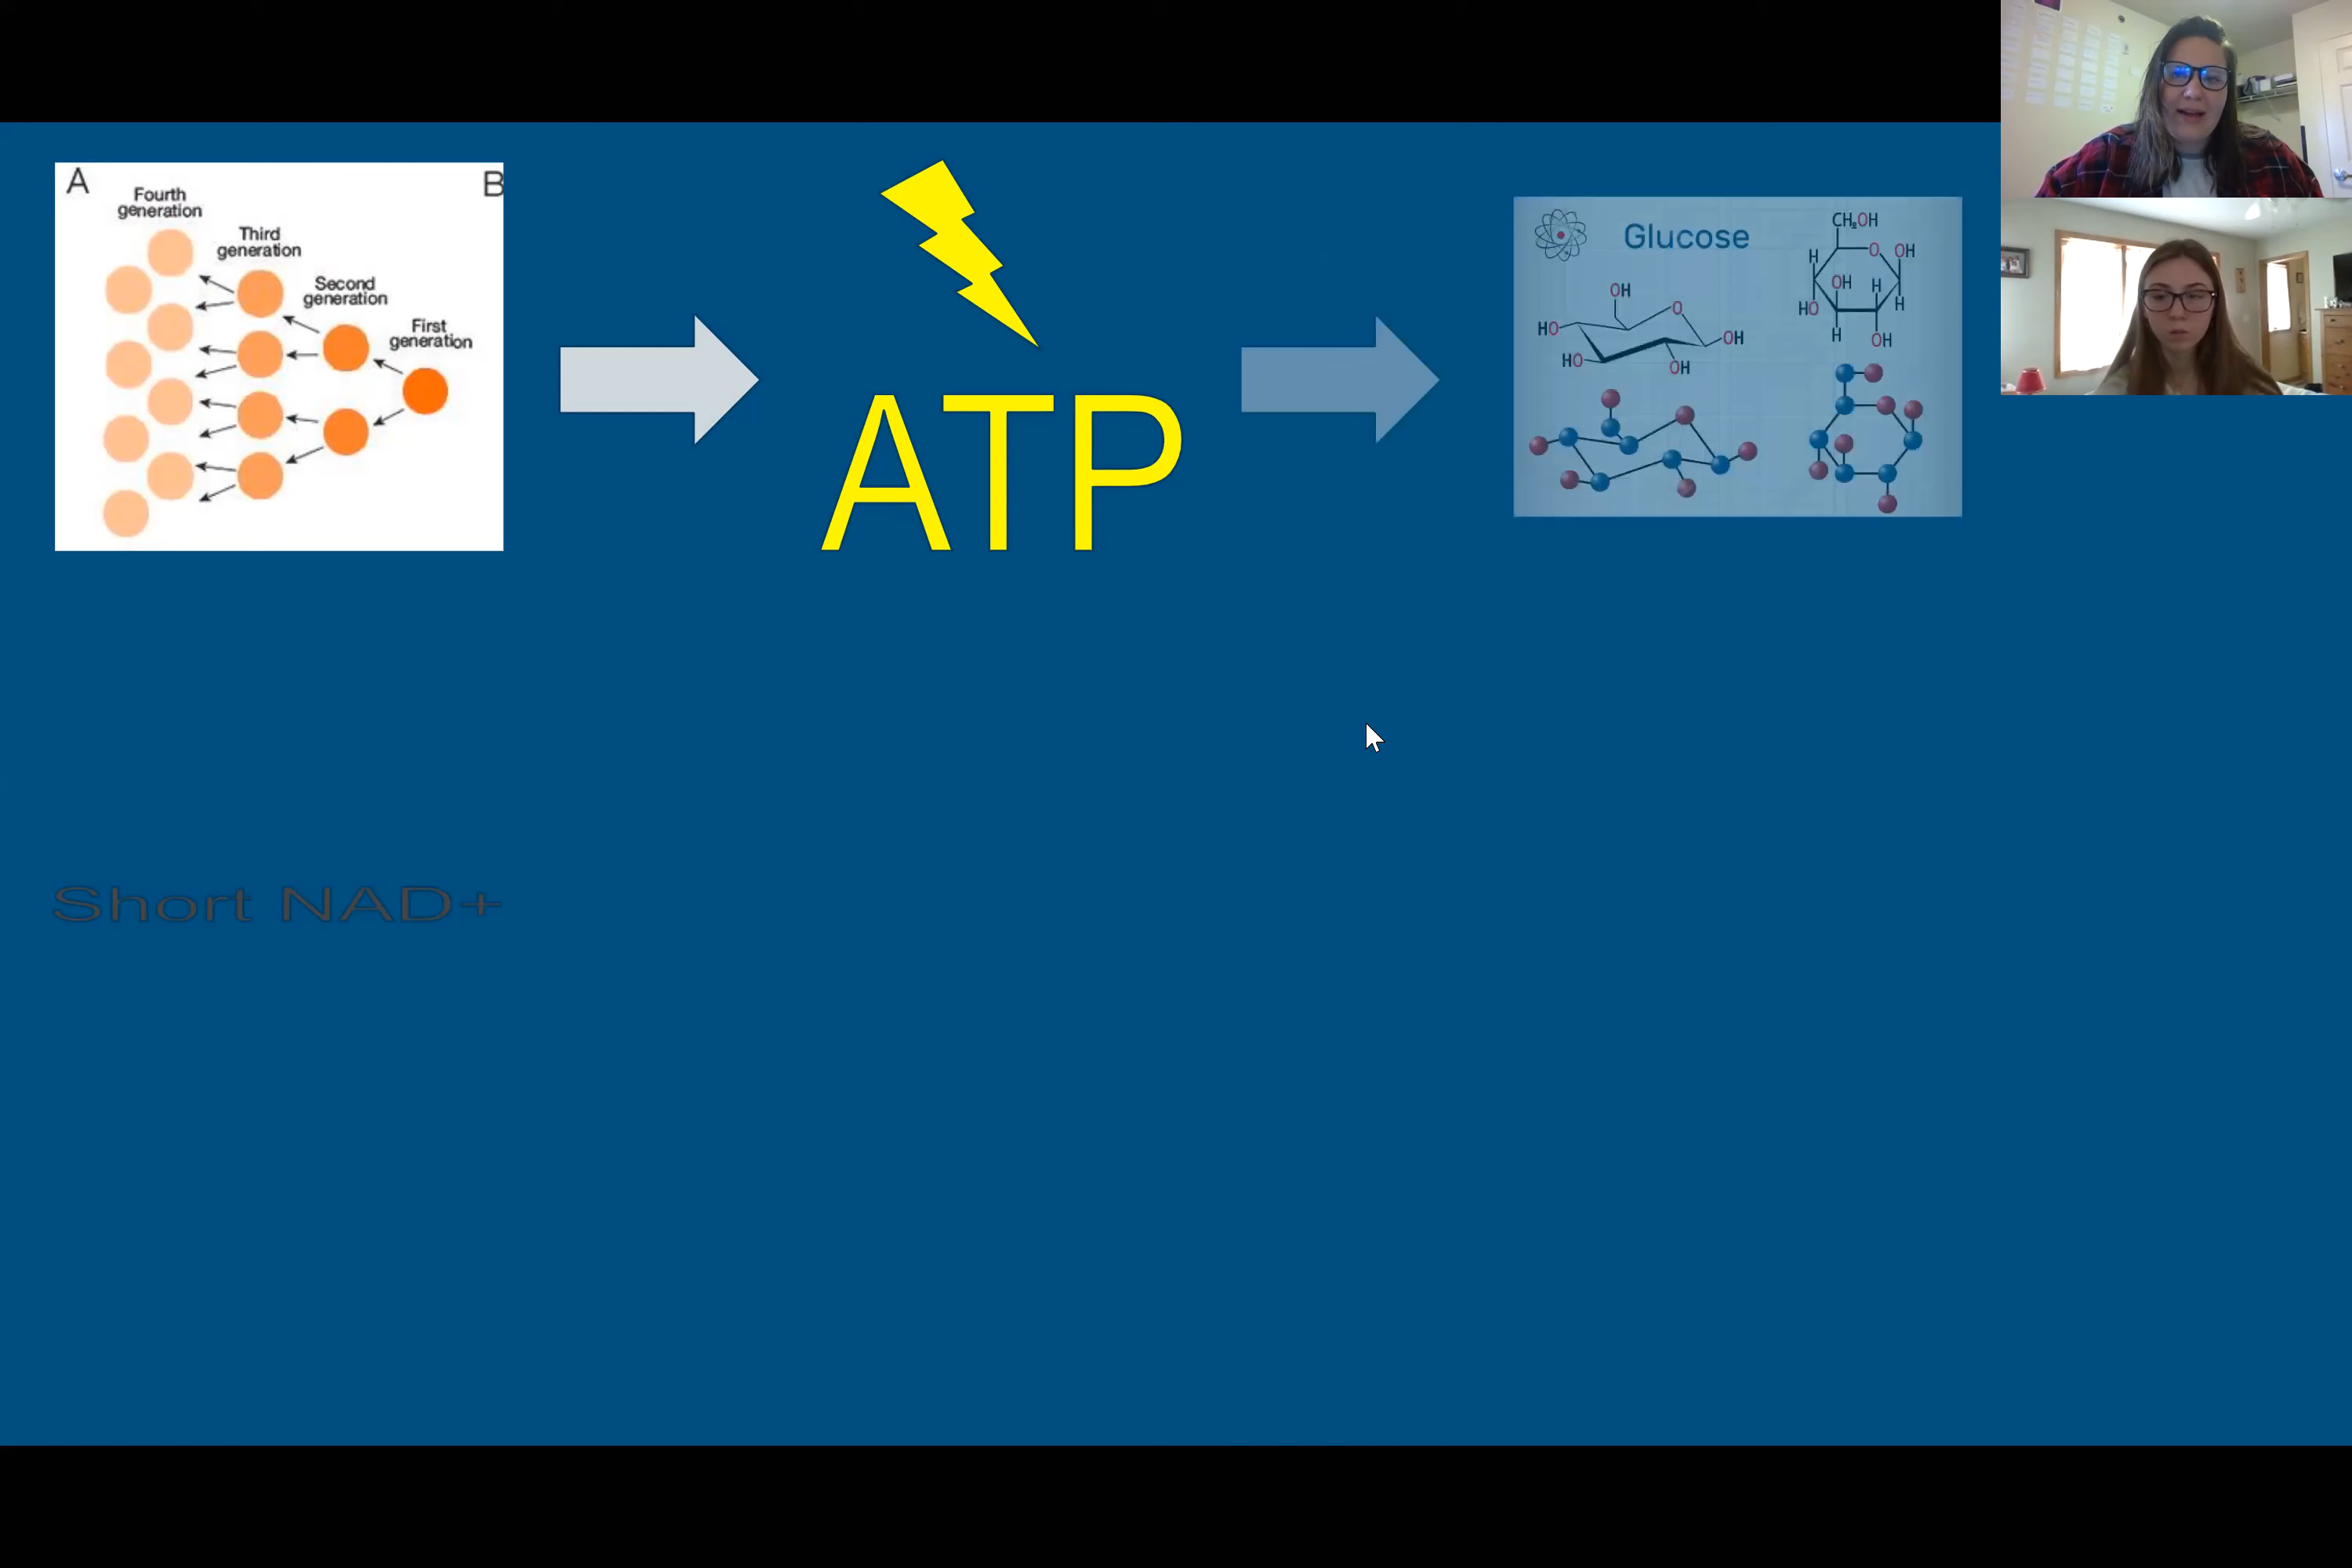 A
B
Fourth
generation
Third
generation
Second
generation
First
generation
ATP
Glucose
OH
O
HO
OH
HO
OH
CH₂OH
O
OH
H
OH
H
HO
H
H
OH
Short NAD+